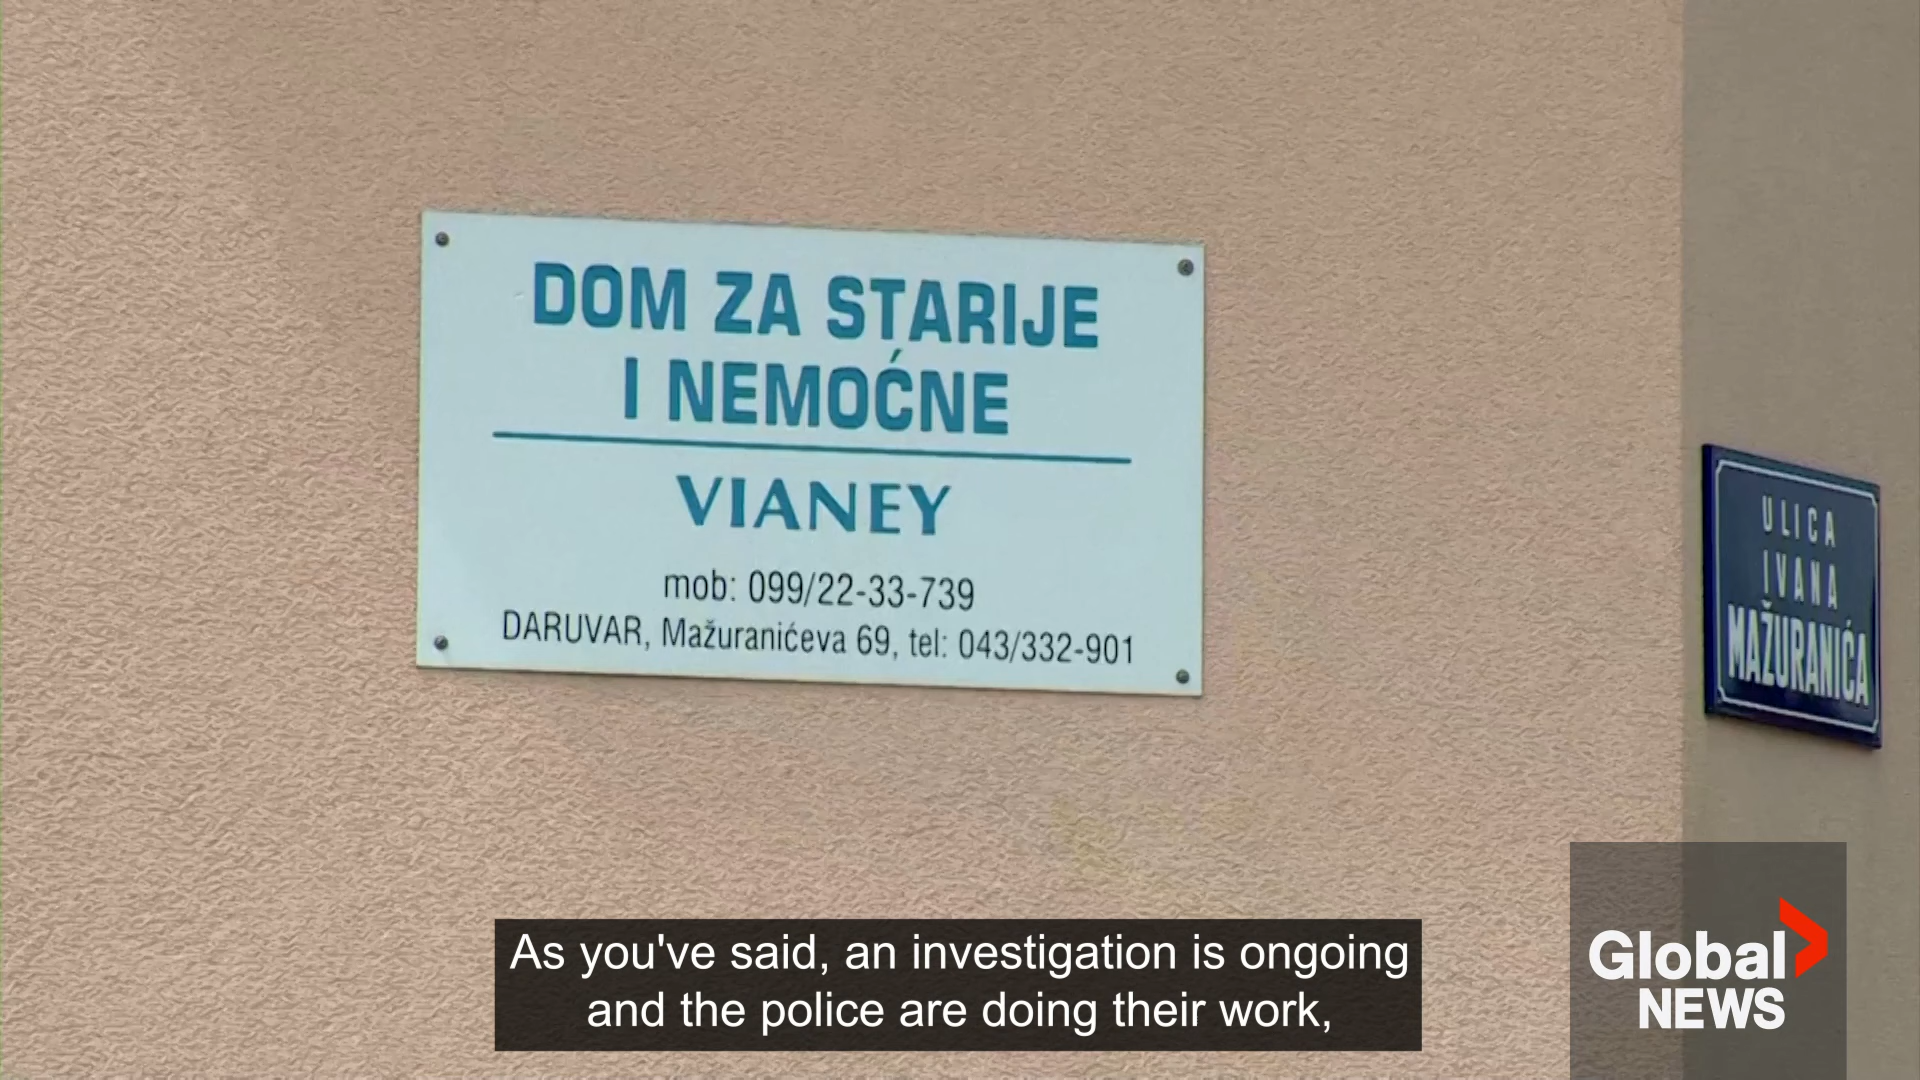 DOM ZA STARIJE
I NEMOĆNE
VIANEY
mob: 099/22-33-739
DARUVAR, Mažuranićeva 69, tel: 043/332-901
ULICA
IVANA
MAŽURANIĆA
As you've said, an investigation is ongoing
and the police are doing their work,
Global
NEWS